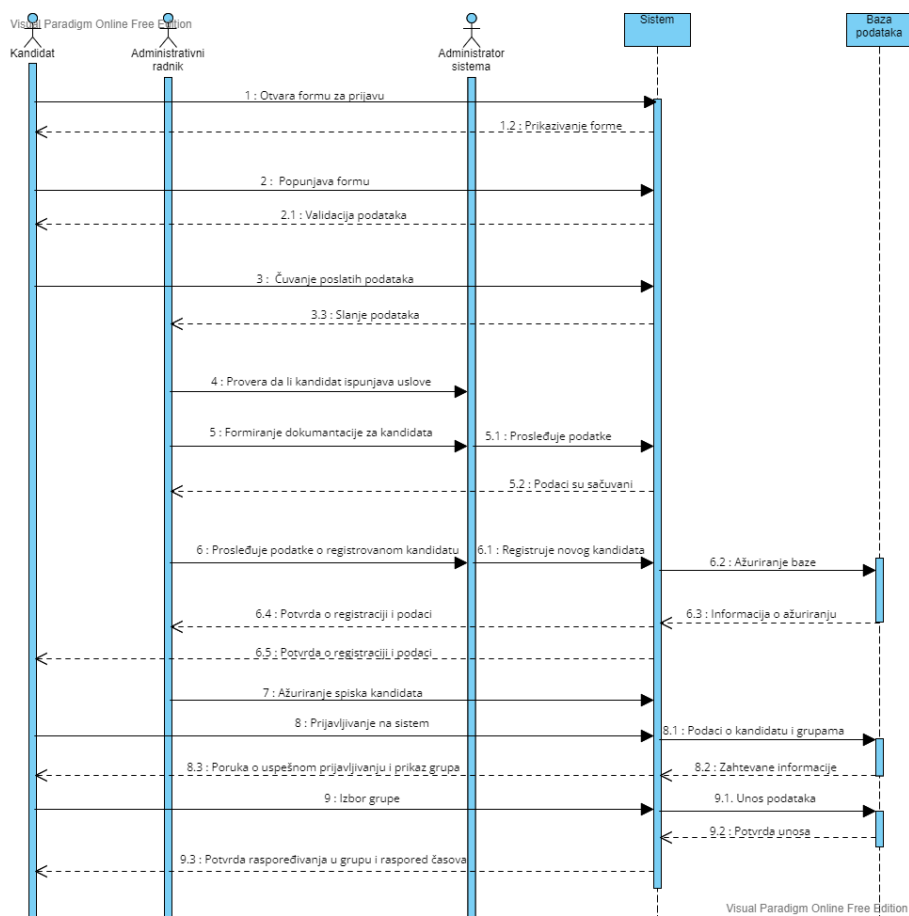 Visual Paradigm Online Free Edition
Kandidat
Administrativni
radnik
Administrator
sistema
Sistem
Baza
podataka
1 : Otvara formu za prijavu
1.2 : Prikazivanje forme
2 : Popunjava formu
2.1 : Validacija podataka
3 : Čuvanje poslatih podataka
3.3 : Slanje podataka
4 : Provera da li kandidat ispunjava uslove
5 : Formiranje dokumantacije za kandidata
5.1 : Prosleđuje podatke
5.2 : Podaci su sačuvani
6 : Prosleđuje podatke o registrovanom kandidatu
6.1 : Registruje novog kandidata
6.2 : Ažuriranje baze
6.4 : Potvrda o registraciji i podaci
6.3 : Informacija o ažuriranju
6.5 : Potvrda o registraciji i podaci
7 : Ažuriranje spiska kandidata
8 : Prijavljivanje na sistem
8.1 : Podaci o kandidatu i grupama
8.3 : Poruka o uspešnom prijavljivanju i prikaz grupa
8.2 : Zahtevane informacije
9 : Izbor grupe
9.1. Unos podataka
9.2 : Potvrda unosa
9.3 : Potvrda raspoređivanja u grupu i raspored časova
Visual Paradigm Online Free Edition